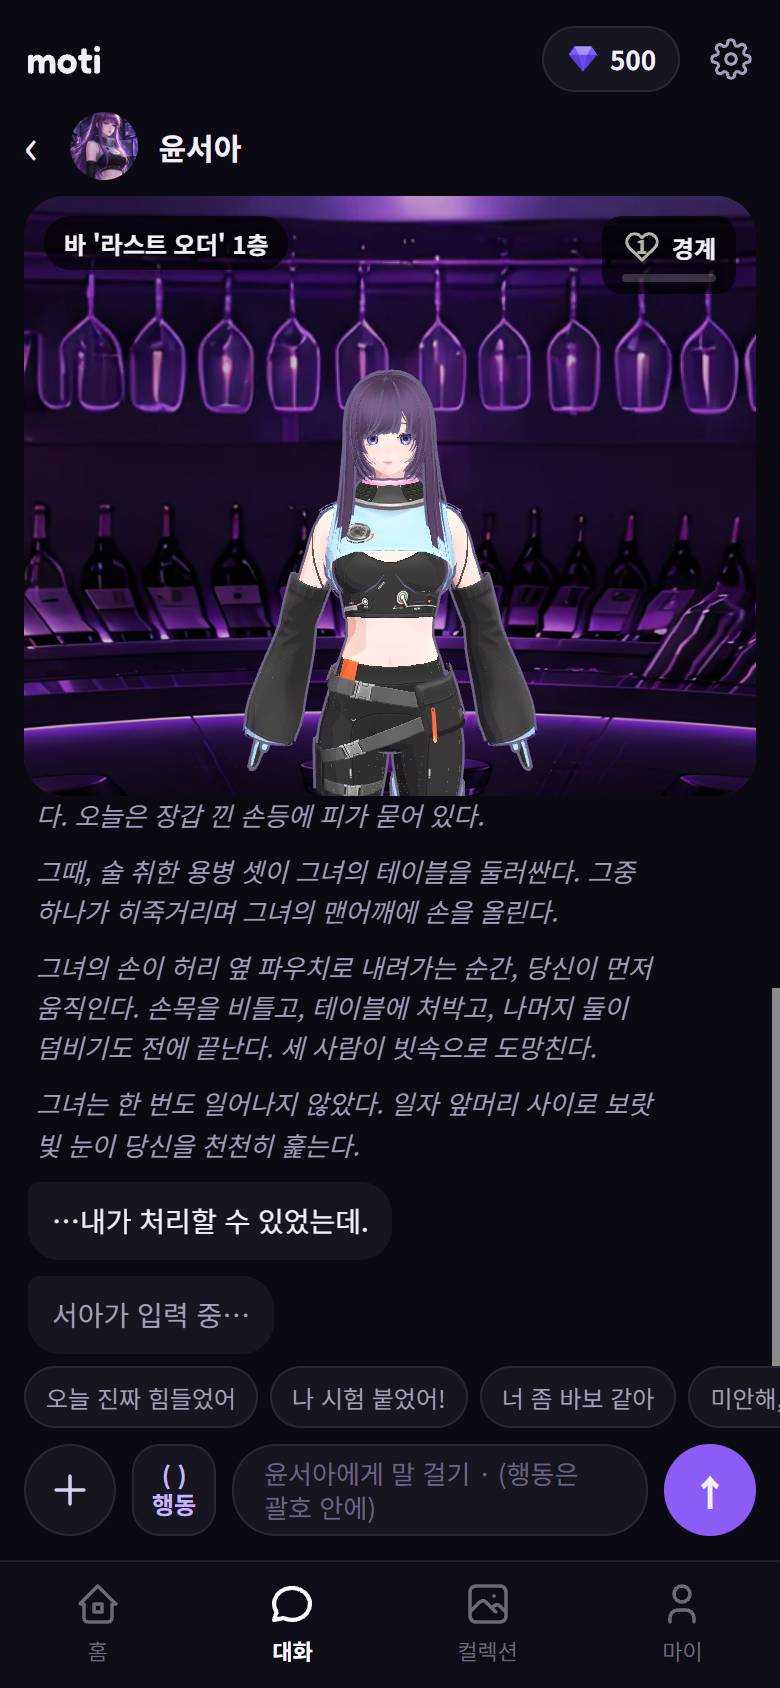 moti
500
윤서아
바 '라스트 오더' 1층
1 경계
다. 오늘은 장갑 낀 손등에 피가 묻어 있다.
그때, 술 취한 용병 셋이 그녀의 테이블을 둘러싼다. 그중
하나가 히죽거리며 그녀의 맨어깨에 손을 올린다.
그녀의 손이 허리 옆 파우치로 내려가는 순간, 당신이 먼저
움직인다. 손목을 비틀고, 테이블에 처박고, 나머지 둘이
덤비기도 전에 끝난다. 세 사람이 빗속으로 도망친다.
그녀는 한 번도 일어나지 않았다. 일자 앞머리 사이로 보랏
빛 눈이 당신을 천천히 훑는다.
…내가 처리할 수 있었는데.
서아가 입력 중…
오늘 진짜 힘들었어
나 시험 붙었어!
너 좀 바보 같아
미안해,
( )
행동
윤서아에게 말 걸기 · (행동은
괄호 안에)
홈
대화
컬렉션
마이